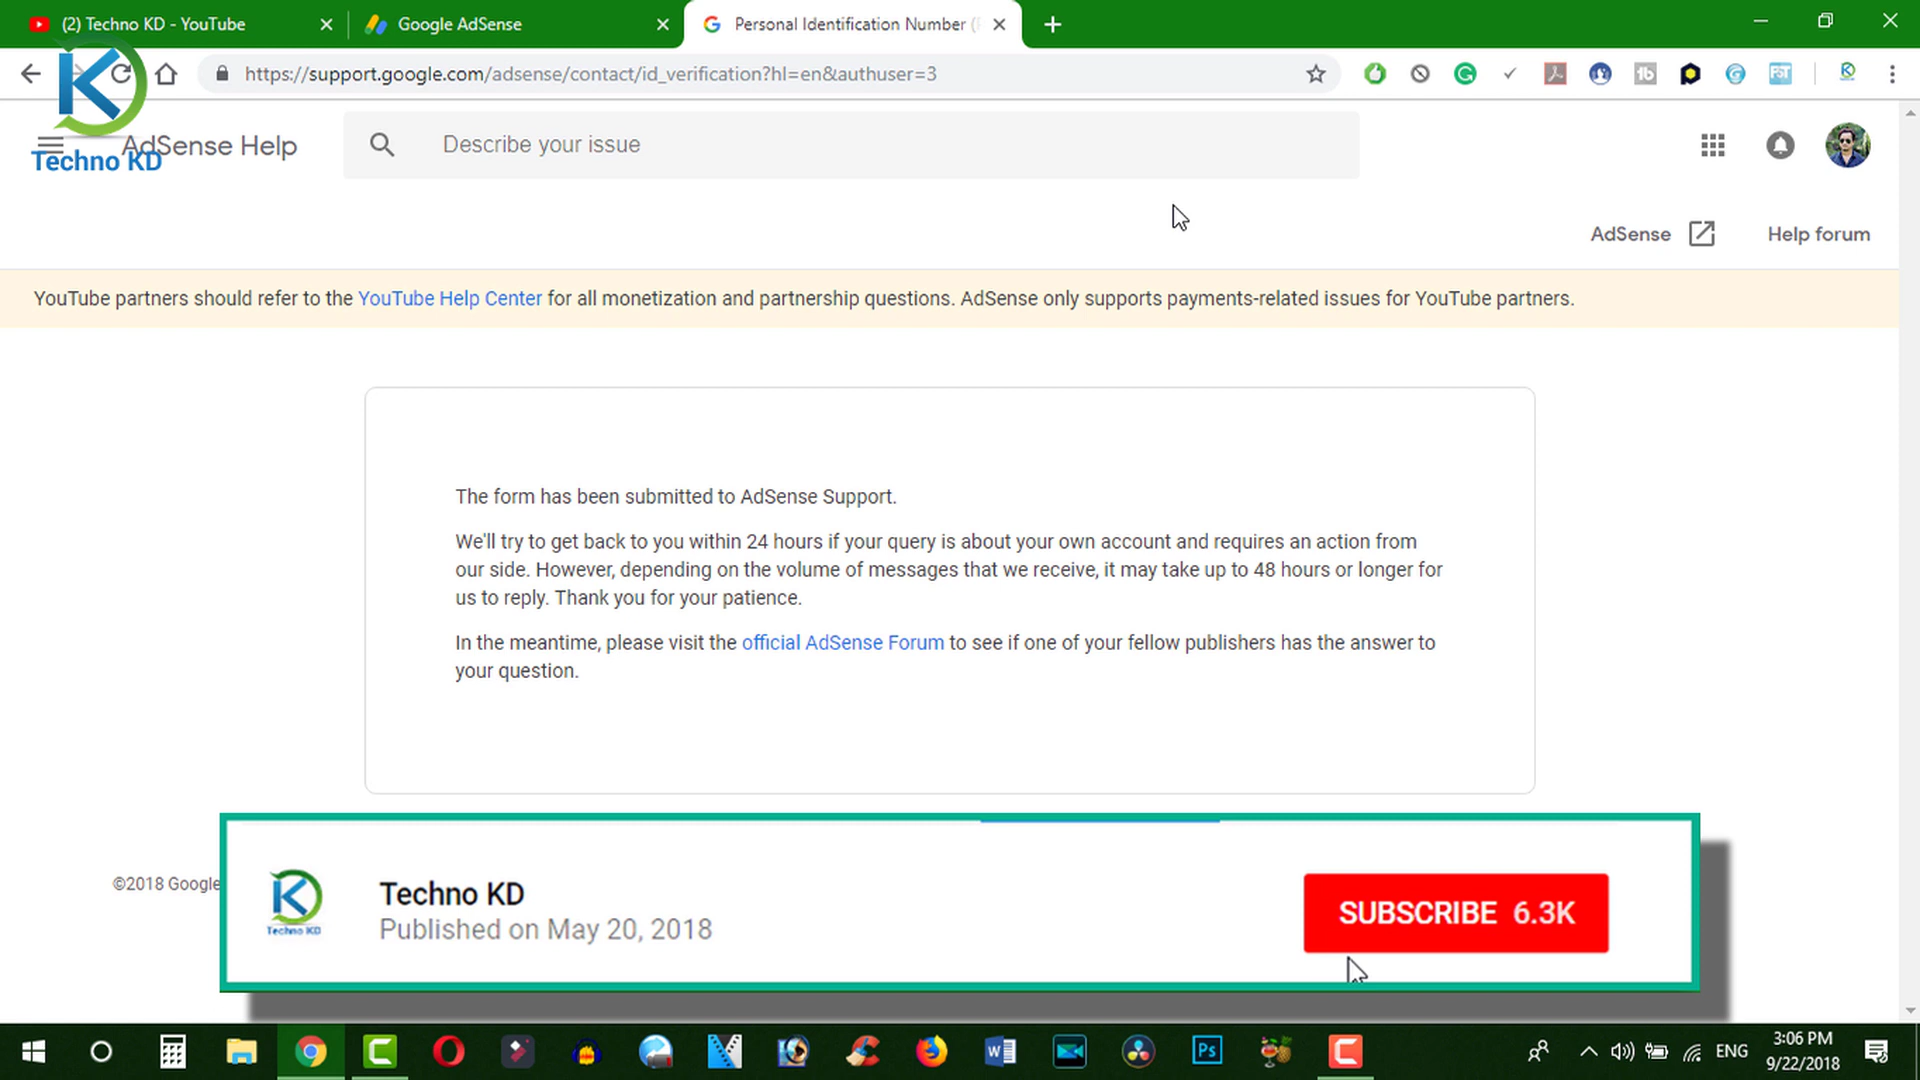 (2) Techno KD - YouTube
Google AdSense
Personal Identification Number (
https://support.google.com/adsense/contact/id_verification?hl=en&authuser=3
Techno KD
AdSense Help
Describe your issue
AdSense
Help forum
YouTube partners should refer to the YouTube Help Center for all monetization and partnership questions. AdSense only supports payments-related issues for YouTube partners.
The form has been submitted to AdSense Support.
We'll try to get back to you within 24 hours if your query is about your own account and requires an action from
our side. However, depending on the volume of messages that we receive, it may take up to 48 hours or longer for
us to reply. Thank you for your patience.
In the meantime, please visit the official AdSense Forum to see if one of your fellow publishers has the answer to
your question.
©2018 Google
Techno KD
Techno KD
Published on May 20, 2018
SUBSCRIBE 6.3K
Ps
ENG
3:06 PM
9/22/2018